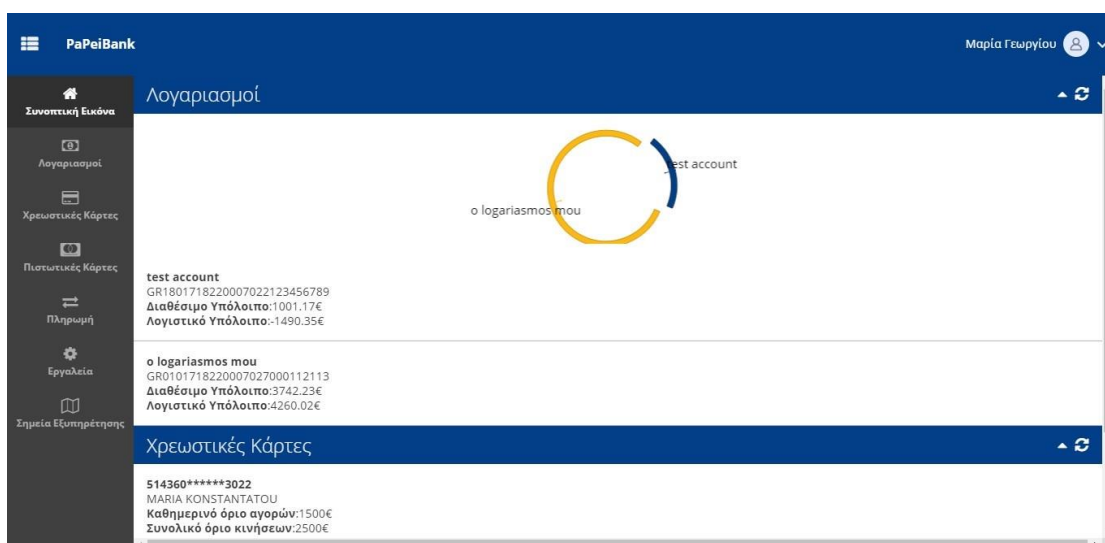 PaPeiBank
Μαρία Γεωργίου
Συνοπτική Εικόνα
Λογαριασμοί
Χρεωστικές Κάρτες
Πιστωτικές Κάρτες
Πληρωμή
Εργαλεία
Σημεία Εξυπηρέτησης
Λογαριασμοί
test account
o logariasmos mou
test account
GR1801718220007022123456789
Διαθέσιμο Υπόλοιπο:1001.17€
Λογιστικό Υπόλοιπο:-1490.35€
o logariasmos mou
GR0101718220007027000112113
Διαθέσιμο Υπόλοιπο:3742.23€
Λογιστικό Υπόλοιπο:4260.02€
Χρεωστικές Κάρτες
514360******3022
MARIA KONSTANTATOU
Καθημερινό όριο αγορών:1500€
Συνολικό όριο κινήσεων:2500€